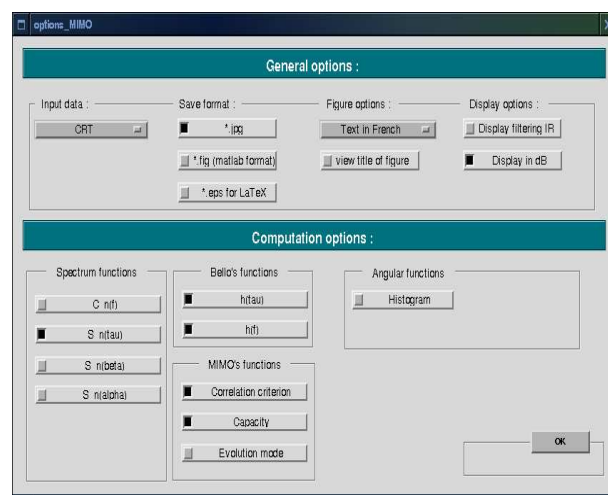 options_MIMO
General options :
Input data :
CRT
Save format :
*.jpg
*.fig (matlab format)
*.eps for LaTeX
Figure options :
Text in French
view title of figure
Display options :
Display filtering IR
Display in dB
Computation options :
Spectrum functions
C n(f)
S n(tau)
S n(beta)
S n(alpha)
Bello's functions
h(tau)
h(f)
MIMO's functions
Correlation criterion
Capacity
Evolution mode
Angular functions
Histogram
OK